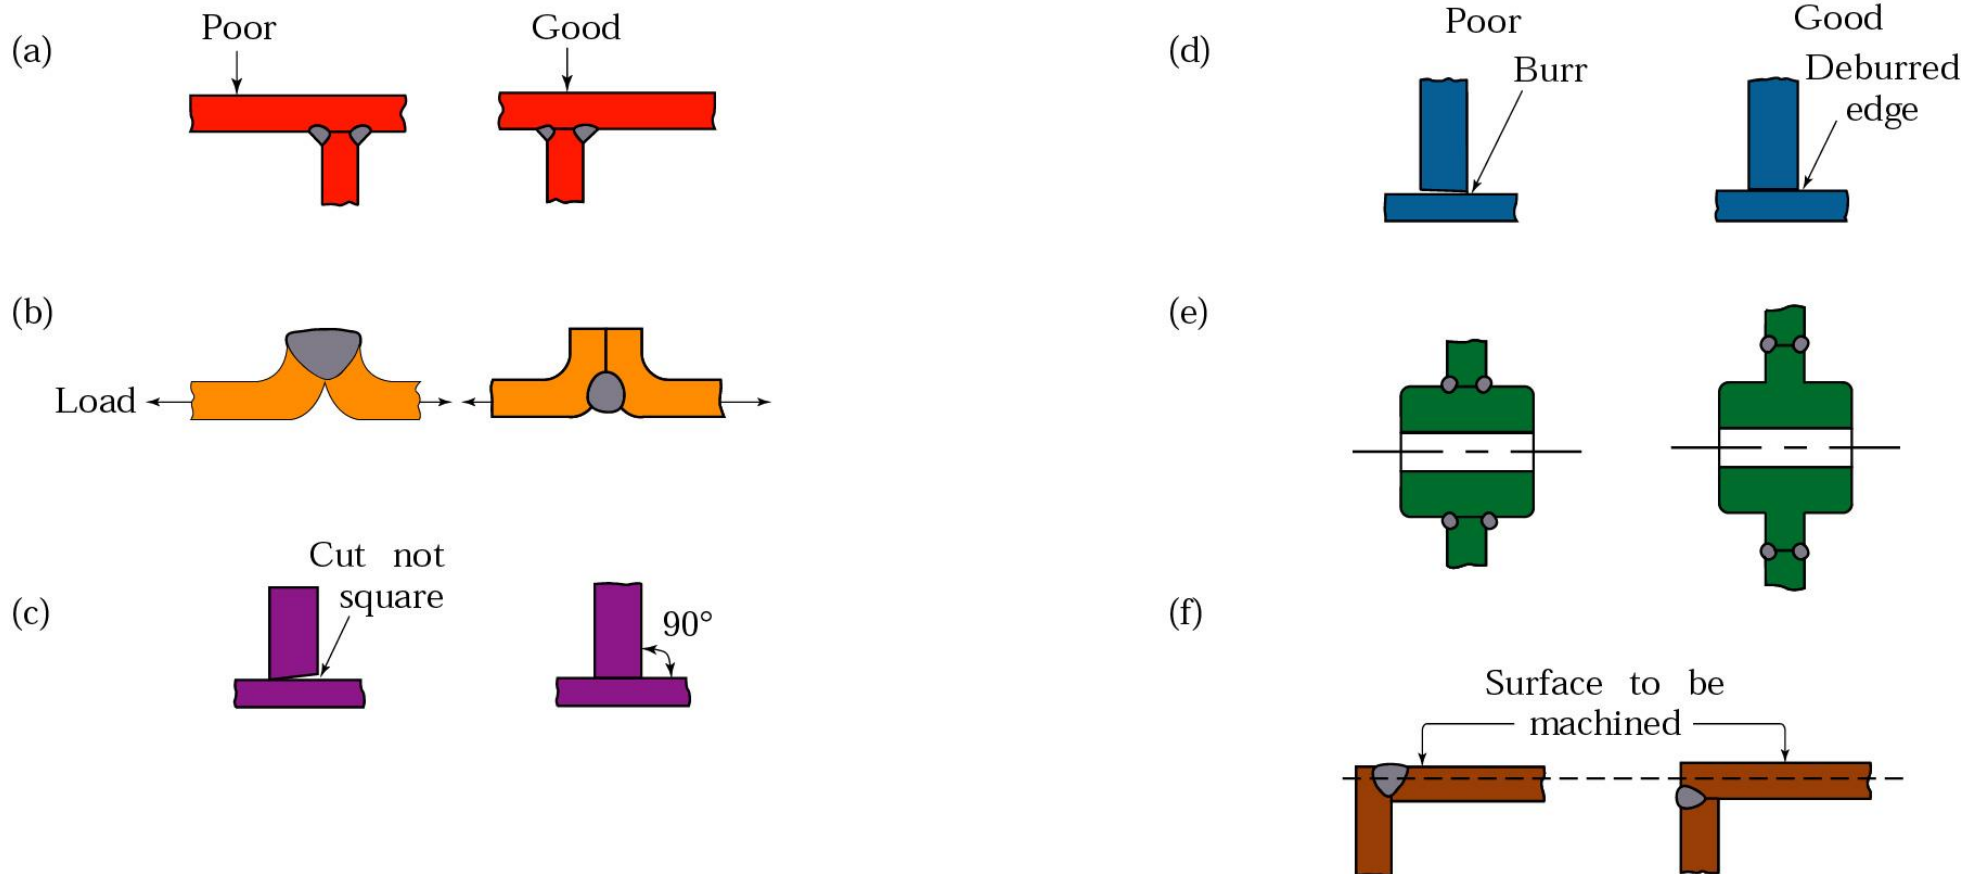 (a)
Poor
Good
(b)
Load
(c)
Cut not
square
90°
(d)
Poor
Good
Burr
Deburred
edge
(e)
(f)
Surface to be
machined